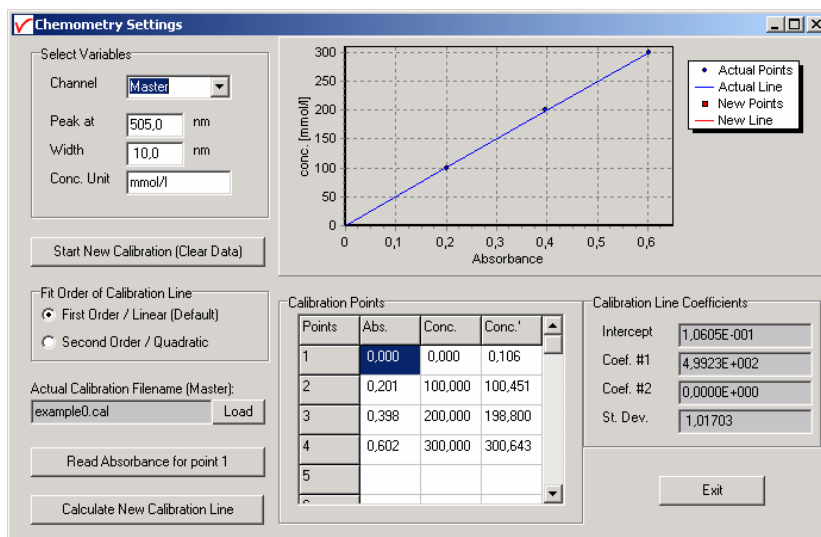 Chemometry Settings
Select Variables
Channel Master
Peak at 505,0 nm
Width 10,0 nm
Conc. Unit mmol/l
Start New Calibration (Clear Data)
Fit Order of Calibration Line
First Order / Linear (Default)
Second Order / Quadratic
Actual Calibration Filename (Master):
example0.cal Load
Read Absorbance for point 1
Calculate New Calibration Line
conc. [mmol/l]
300
250
200
150
100
50
0
0 0,1 0,2 0,3 0,4 0,5 0,6
Absorbance
Actual Points
Actual Line
New Points
New Line
Calibration Points
Points Abs. Conc. Conc.'
1 0,000 0,000 0,106
2 0,201 100,000 100,451
3 0,398 200,000 198,800
4 0,602 300,000 300,643
5
Calibration Line Coefficients
Intercept 1,0605E-001
Coef. #1 4,9923E+002
Coef. #2 0,0000E+000
St. Dev. 1,01703
Exit